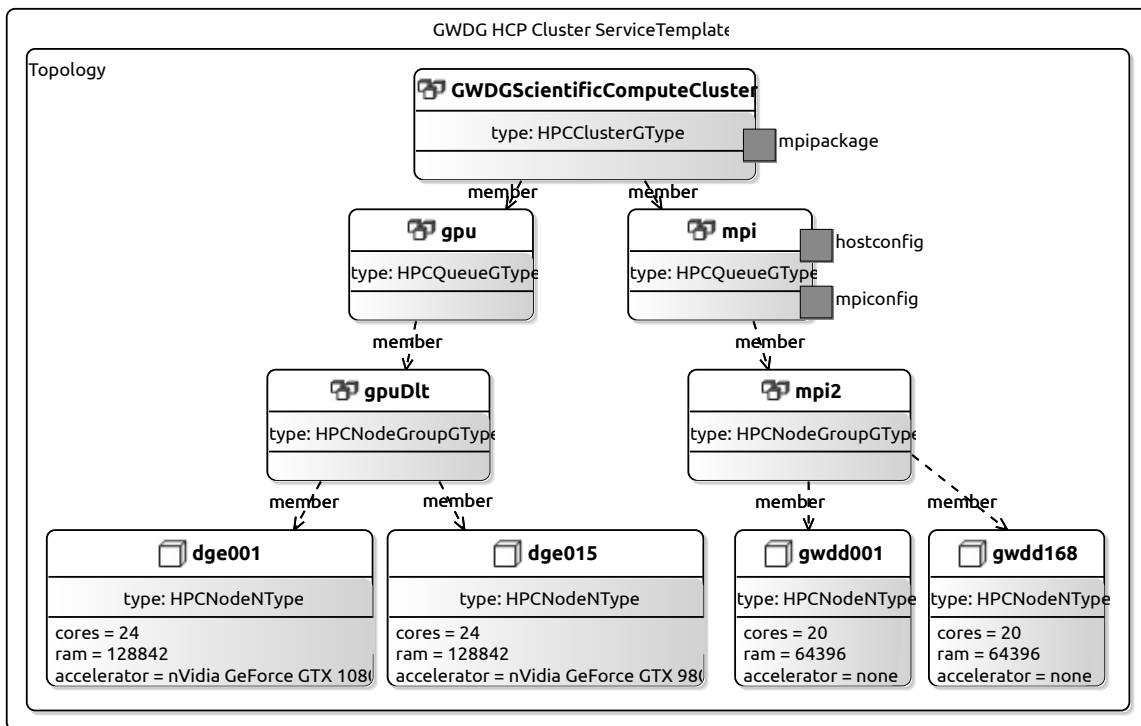 GWDG HCP Cluster ServiceTemplate
Topology
GWDGScientificComputeCluster
type: HPCClusterGType
mpipackage
member
member
gpu
mpi
hostconfig
type: HPCQueueGType
type: HPCQueueGType
mpiconfig
member
member
gpuDlt
mpi2
type: HPCNodeGroupGType
type: HPCNodeGroupGType
member
member
member
member
dge001
dge015
gwdd001
gwdd168
type: HPCNodeNType
type: HPCNodeNType
type: HPCNodeNType
type: HPCNodeNType
cores = 24
ram = 128842
accelerator = nVidia GeForce GTX 108
cores = 24
ram = 128842
accelerator = nVidia GeForce GTX 980
cores = 20
ram = 64396
accelerator = none
cores = 20
ram = 64396
accelerator = none